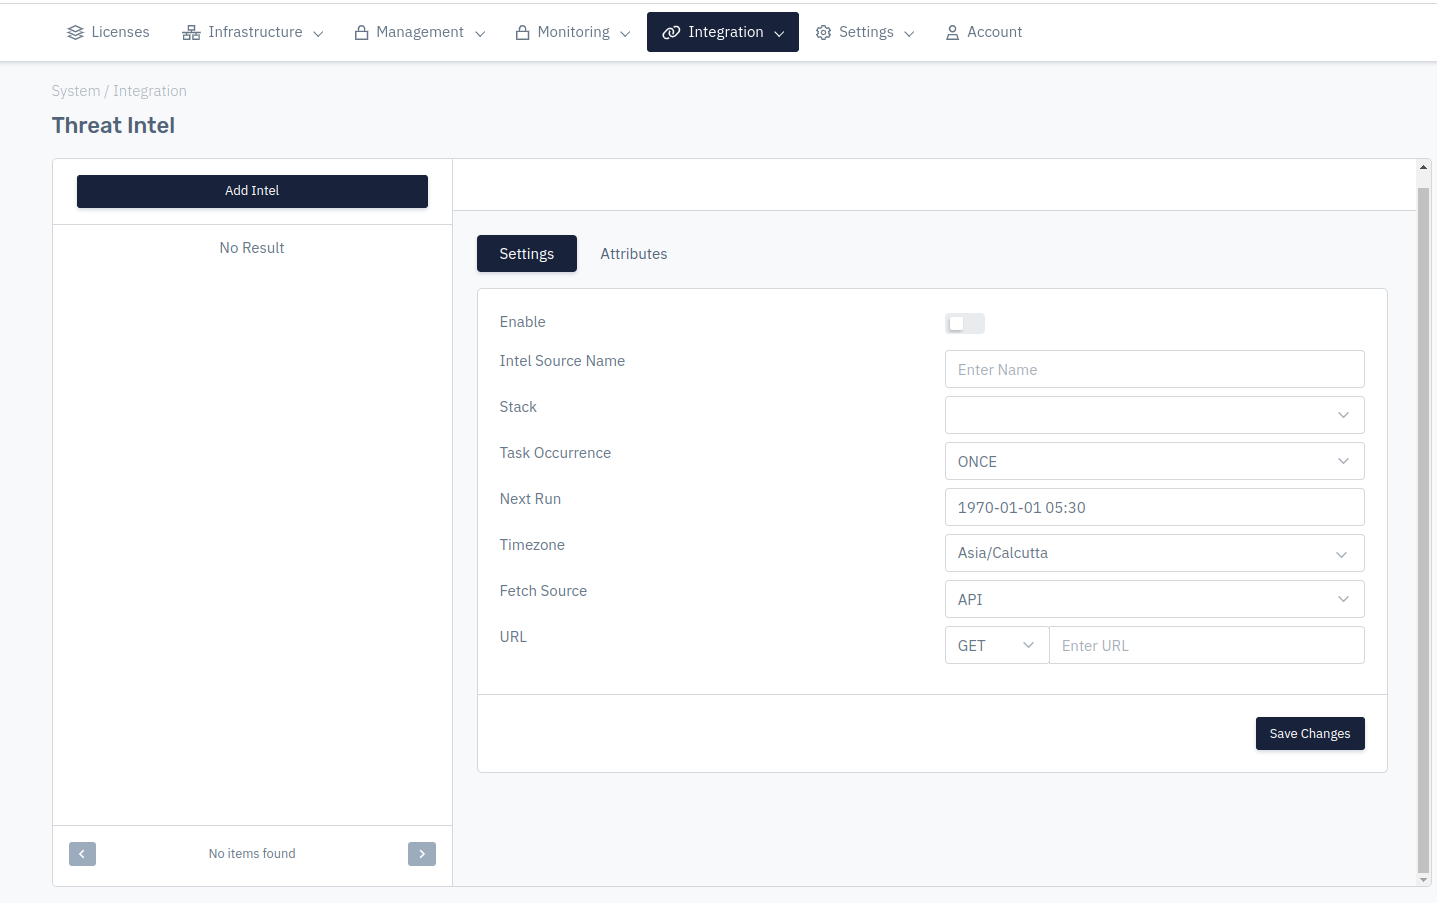 Licenses Infrastructure Management Monitoring Integration Settings Account
System / Integration
Threat Intel
Add Intel
No Result
No items found
Settings Attributes
Enable
Intel Source Name Enter Name
Stack
Task Occurrence ONCE
Next Run 1970-01-01 05:30
Timezone Asia/Calcutta
Fetch Source API
URL GET Enter URL
Save Changes